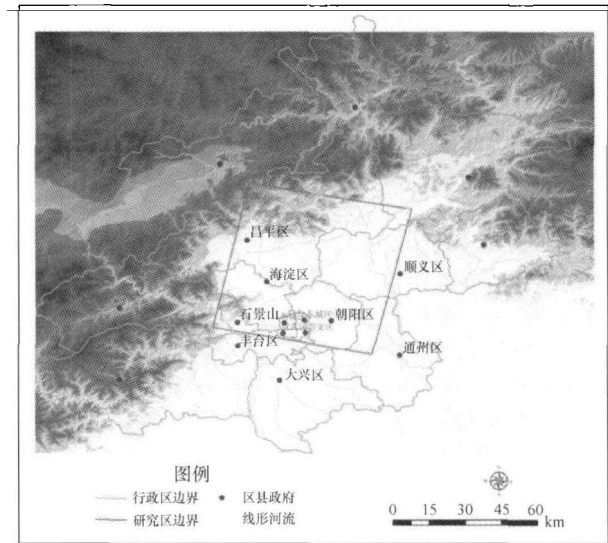 昌平区
顺义区
海淀区
石景山
朝阳区
丰台区
通州区
大兴区
图例
行政区边界
区县政府
研究区边界
线形河流
0 15 30 45 60 km